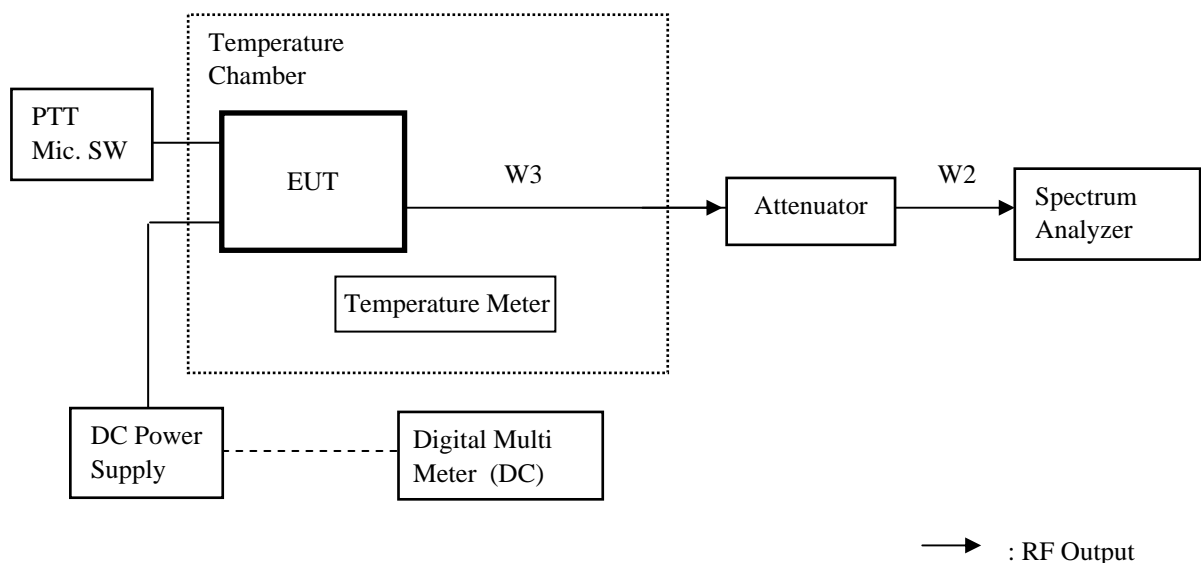 Temperature
Chamber
PTT
Mic. SW
EUT
W3
Attenuator
W2
Spectrum
Analyzer
Temperature Meter
DC Power
Supply
Digital Multi
Meter (DC)
: RF Output